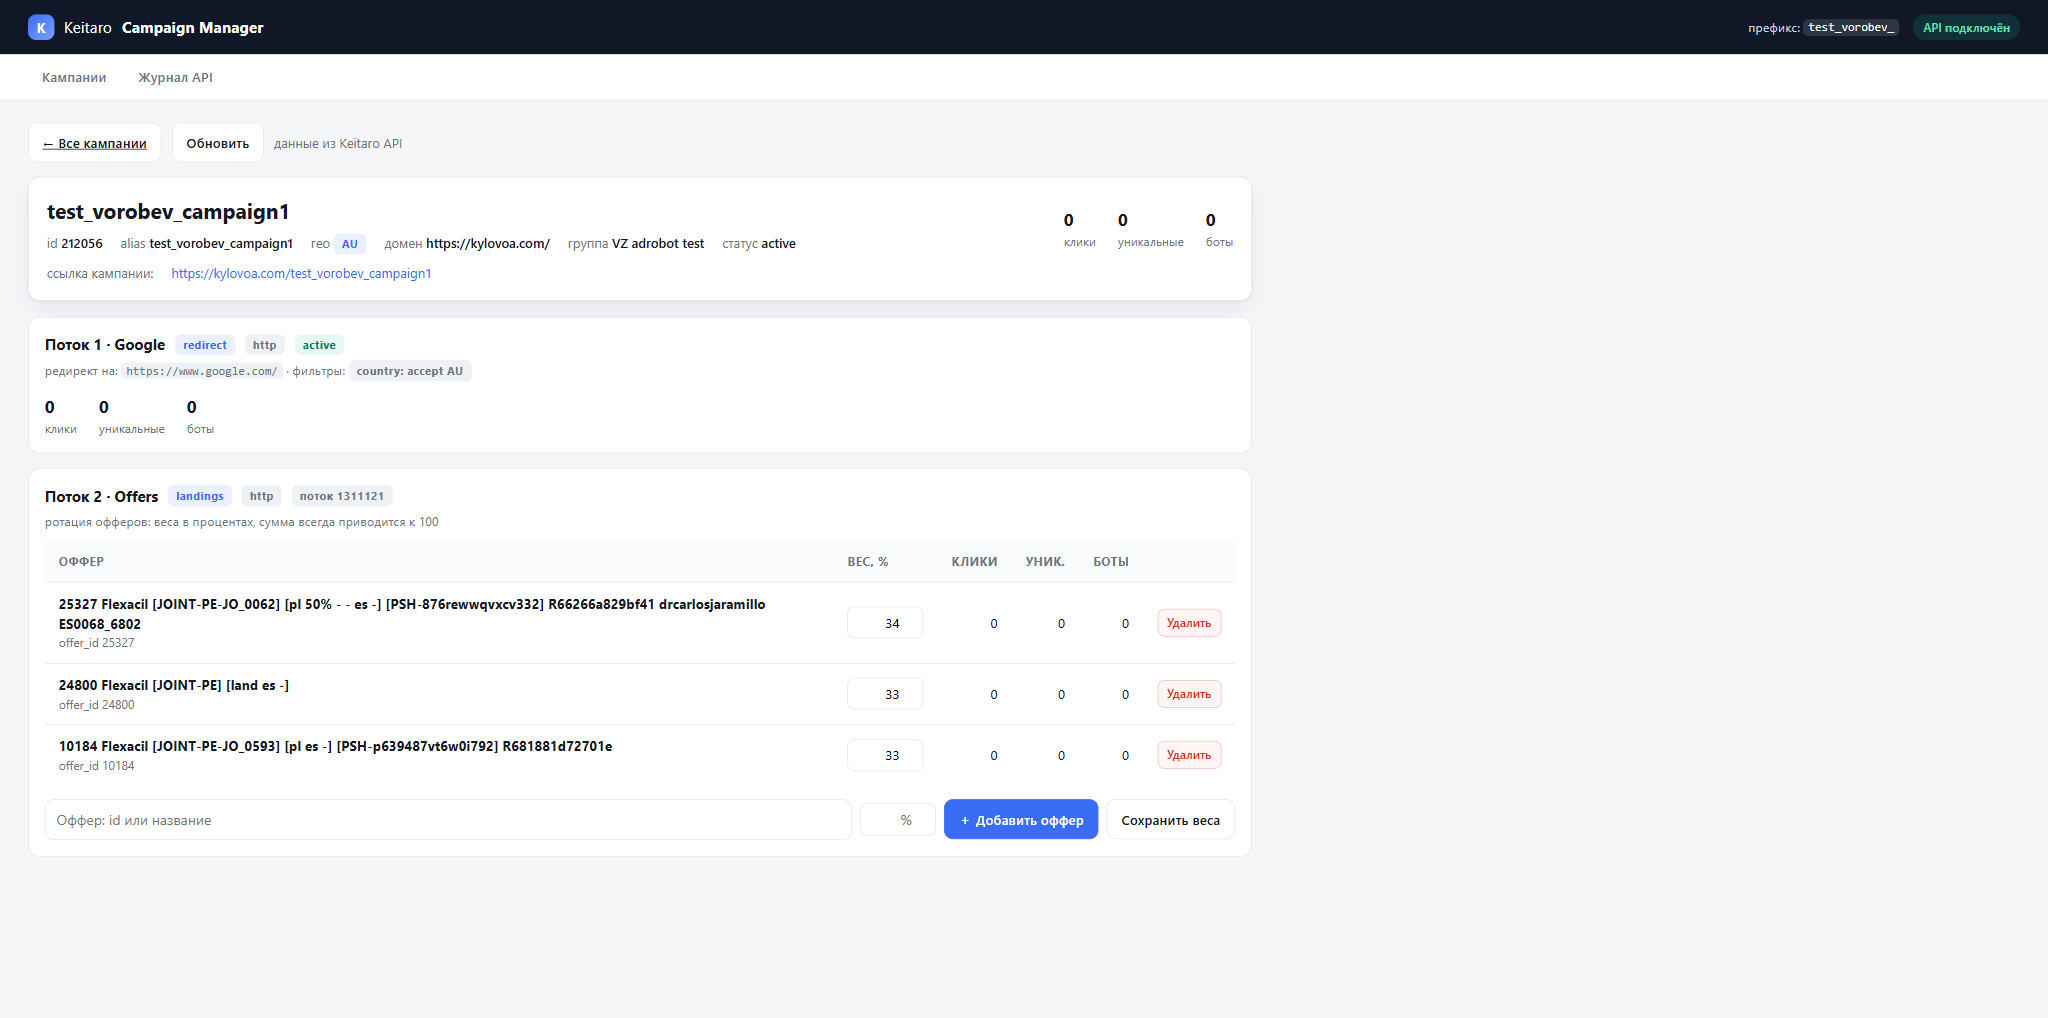 K Keitaro Campaign Manager
префикс: test_vorobev_ API подключён
Кампании Журнал API
← Все кампании Обновить данные из Keitaro API
test_vorobev_campaign1
id 212056 alias test_vorobev_campaign1 гео AU домен https://kylovoa.com/ группа VZ adrobot test статус active
ссылка кампании: https://kylovoa.com/test_vorobev_campaign1
0 0 0
клики уникальные боты
Поток 1 · Google redirect http active
редирект на: https://www.google.com/ · фильтры: country: accept AU
0 0 0
клики уникальные боты
Поток 2 · Offers landings http поток 1311121
ротация офферов: веса в процентах, сумма всегда приводится к 100
ОФФЕР ВЕС, % КЛИКИ УНИК. БОТЫ
25327 Flexacil [JOINT-PE-JO_0062] [pl 50% - - es -] [PSH-876rewwqvxcv332] R66266a829bf41 drcarlosjaramillo
ES0068_6802
offer_id 25327
34 0 0 0 Удалить
24800 Flexacil [JOINT-PE] [land es -]
offer_id 24800
33 0 0 0 Удалить
10184 Flexacil [JOINT-PE-JO_0593] [pl es -] [PSH-p639487vt6w0i792] R681881d72701e
offer_id 10184
33 0 0 0 Удалить
Оффер: id или название % + Добавить оффер Сохранить веса